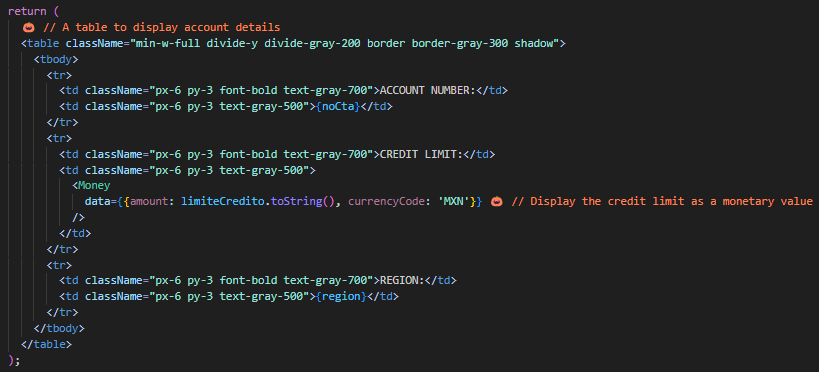 return (
🎃 // A table to display account details
<table className="min-w-full divide-y divide-gray-200 border border-gray-300 shadow">
<tbody>
<tr>
<td className="px-6 py-3 font-bold text-gray-700">ACCOUNT NUMBER:</td>
<td className="px-6 py-3 text-gray-500">{noCta}</td>
</tr>
<tr>
<td className="px-6 py-3 font-bold text-gray-700">CREDIT LIMIT:</td>
<td className="px-6 py-3 text-gray-500">
<Money
data={{amount: limiteCredito.toString(), currencyCode: 'MXN'}} 🎃 // Display the credit limit as a monetary value
/>
</td>
</tr>
<tr>
<td className="px-6 py-3 font-bold text-gray-700">REGION:</td>
<td className="px-6 py-3 text-gray-500">{region}</td>
</tr>
</tbody>
</table>
);